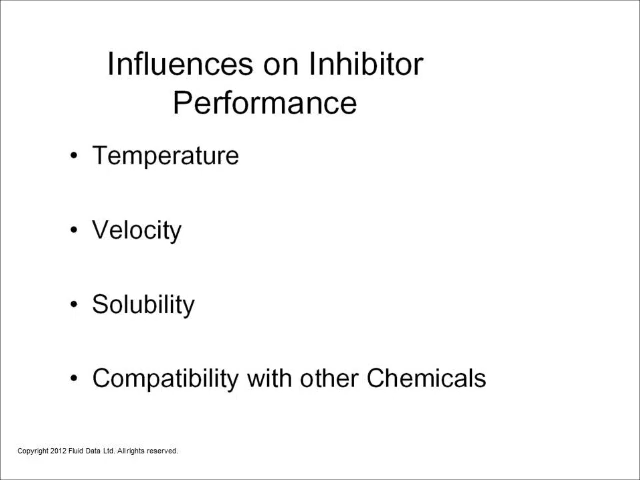 Influences on Inhibitor
Performance
• Temperature
• Velocity
• Solubility
• Compatibility with other Chemicals
Copyright 2012 Fluid Data Ltd. All rights reserved.